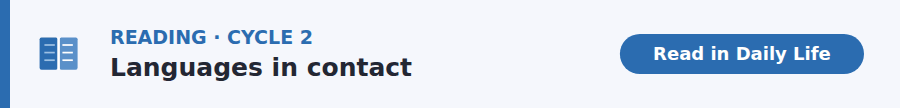 READING · CYCLE 2
Languages in contact
Read in Daily Life